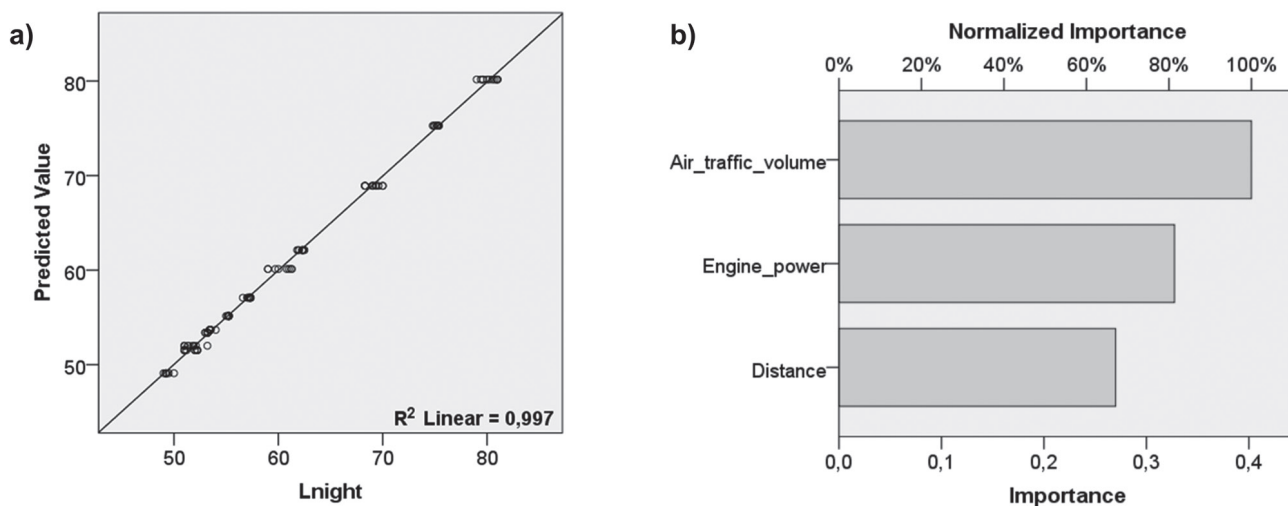 a)
Predicted Value
80
70
60
50
R² Linear = 0,997
50 60 70 80
Lnight
b)
Normalized Importance
0% 20% 40% 60% 80% 100%
Air_traffic_volume
Engine_power
Distance
0,0 0,1 0,2 0,3 0,4
Importance